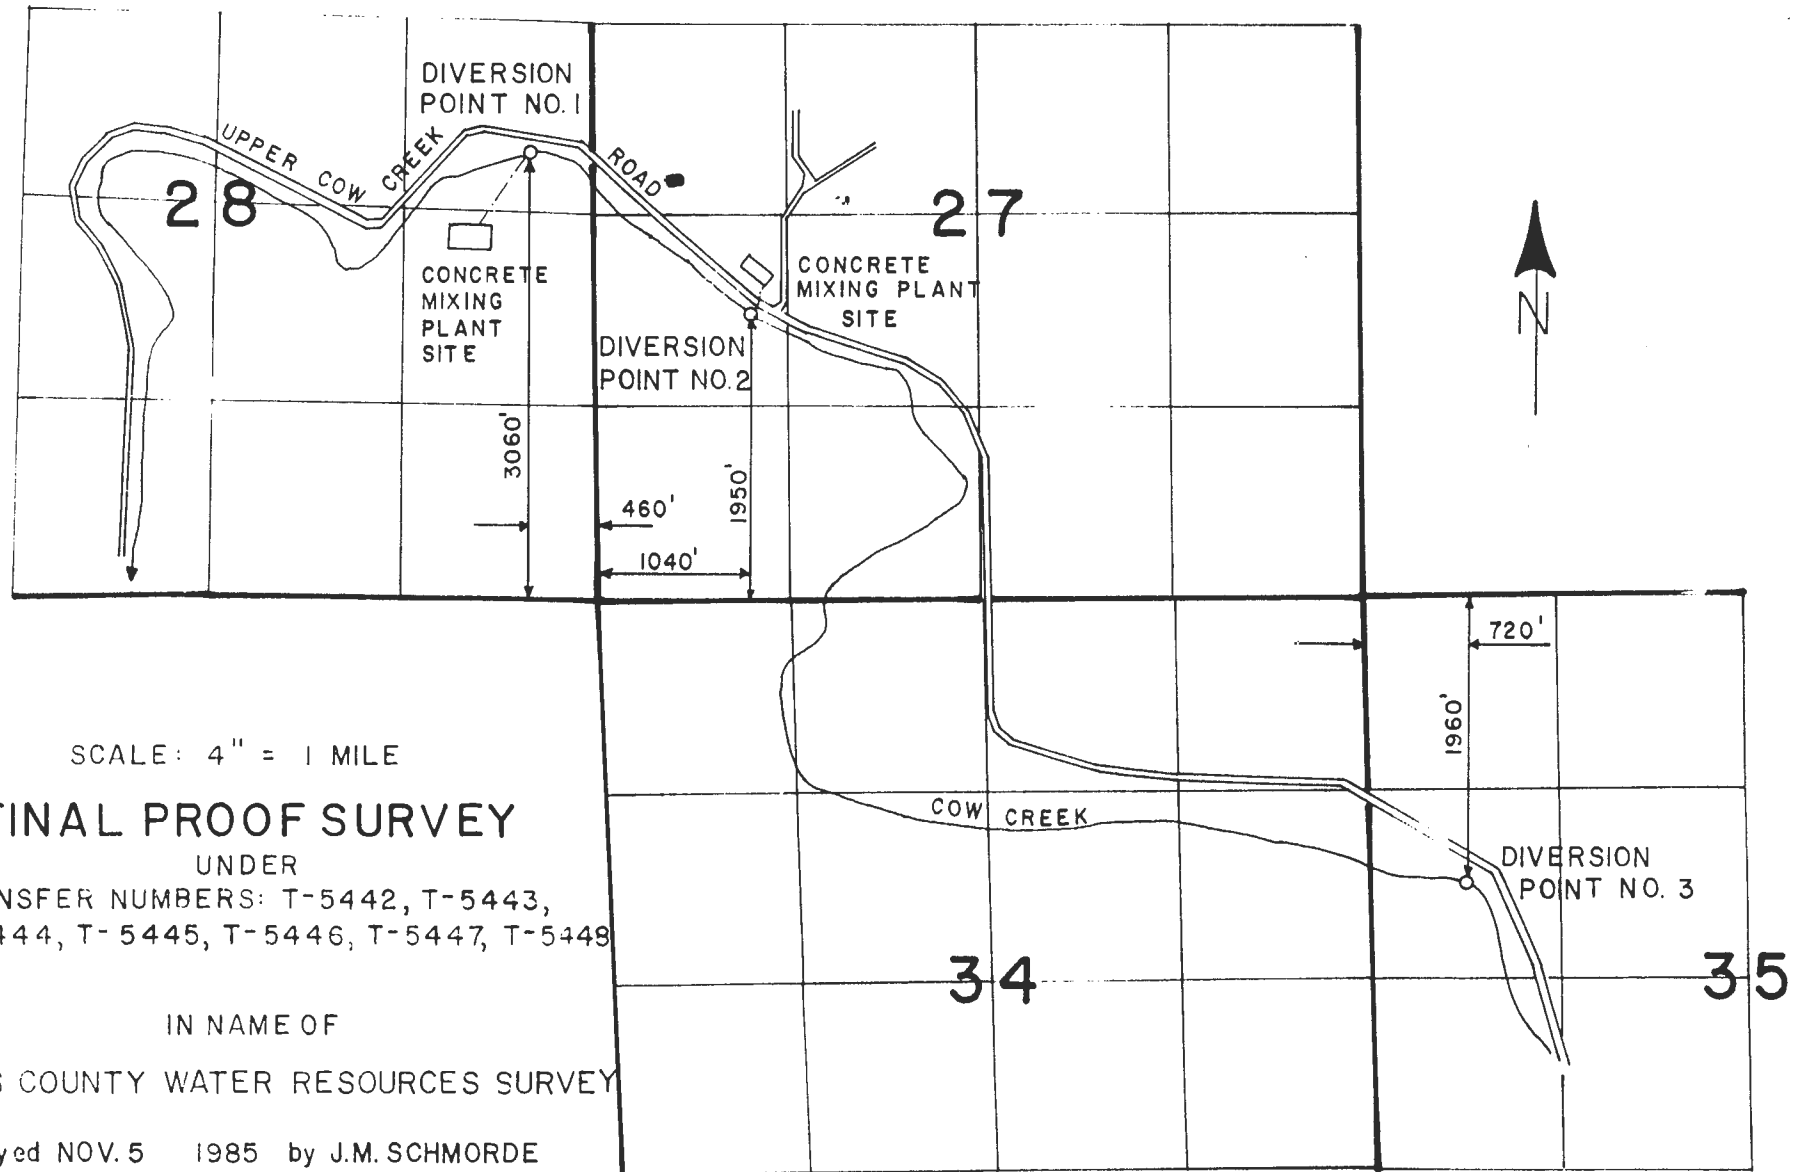 DIVERSION
POINT NO. 1
UPPER COW CREEK ROAD
28
27
CONCRETE
MIXING
PLANT
SITE
CONCRETE
MIXING PLANT
SITE
DIVERSION
POINT NO. 2
N
3060'
460'
1950'
1040'
720'
1960'
SCALE: 4" = 1 MILE
FINAL PROOF SURVEY
UNDER
NSFER NUMBERS: T-5442, T-5443,
444, T-5445, T-5446, T-5447, T-5448
IN NAME OF
S COUNTY WATER RESOURCES SURVEY
yed NOV. 5 1985 by J.M. SCHMORDE
COW CREEK
DIVERSION
POINT NO. 3
34
35